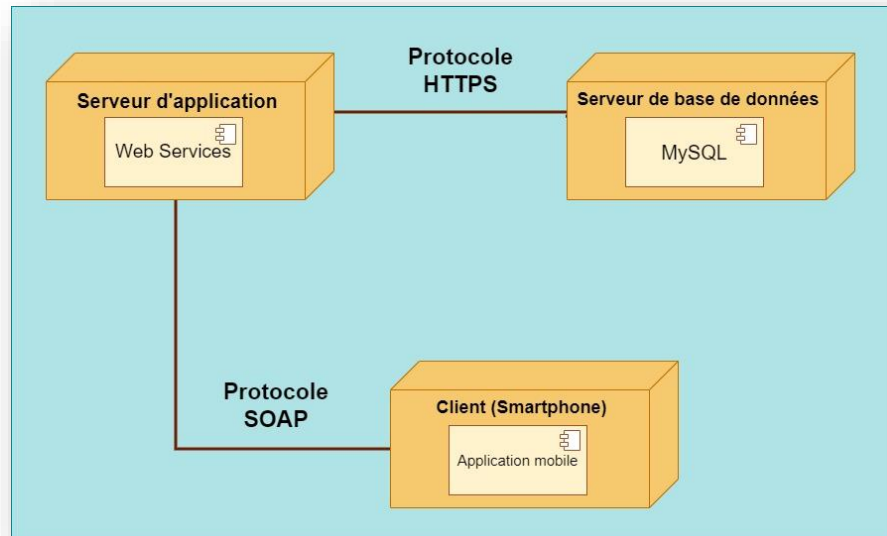 Protocole
HTTPS
Serveur d'application
Web Services
Serveur de base de données
MySQL
Protocole
SOAP
Client (Smartphone)
Application mobile